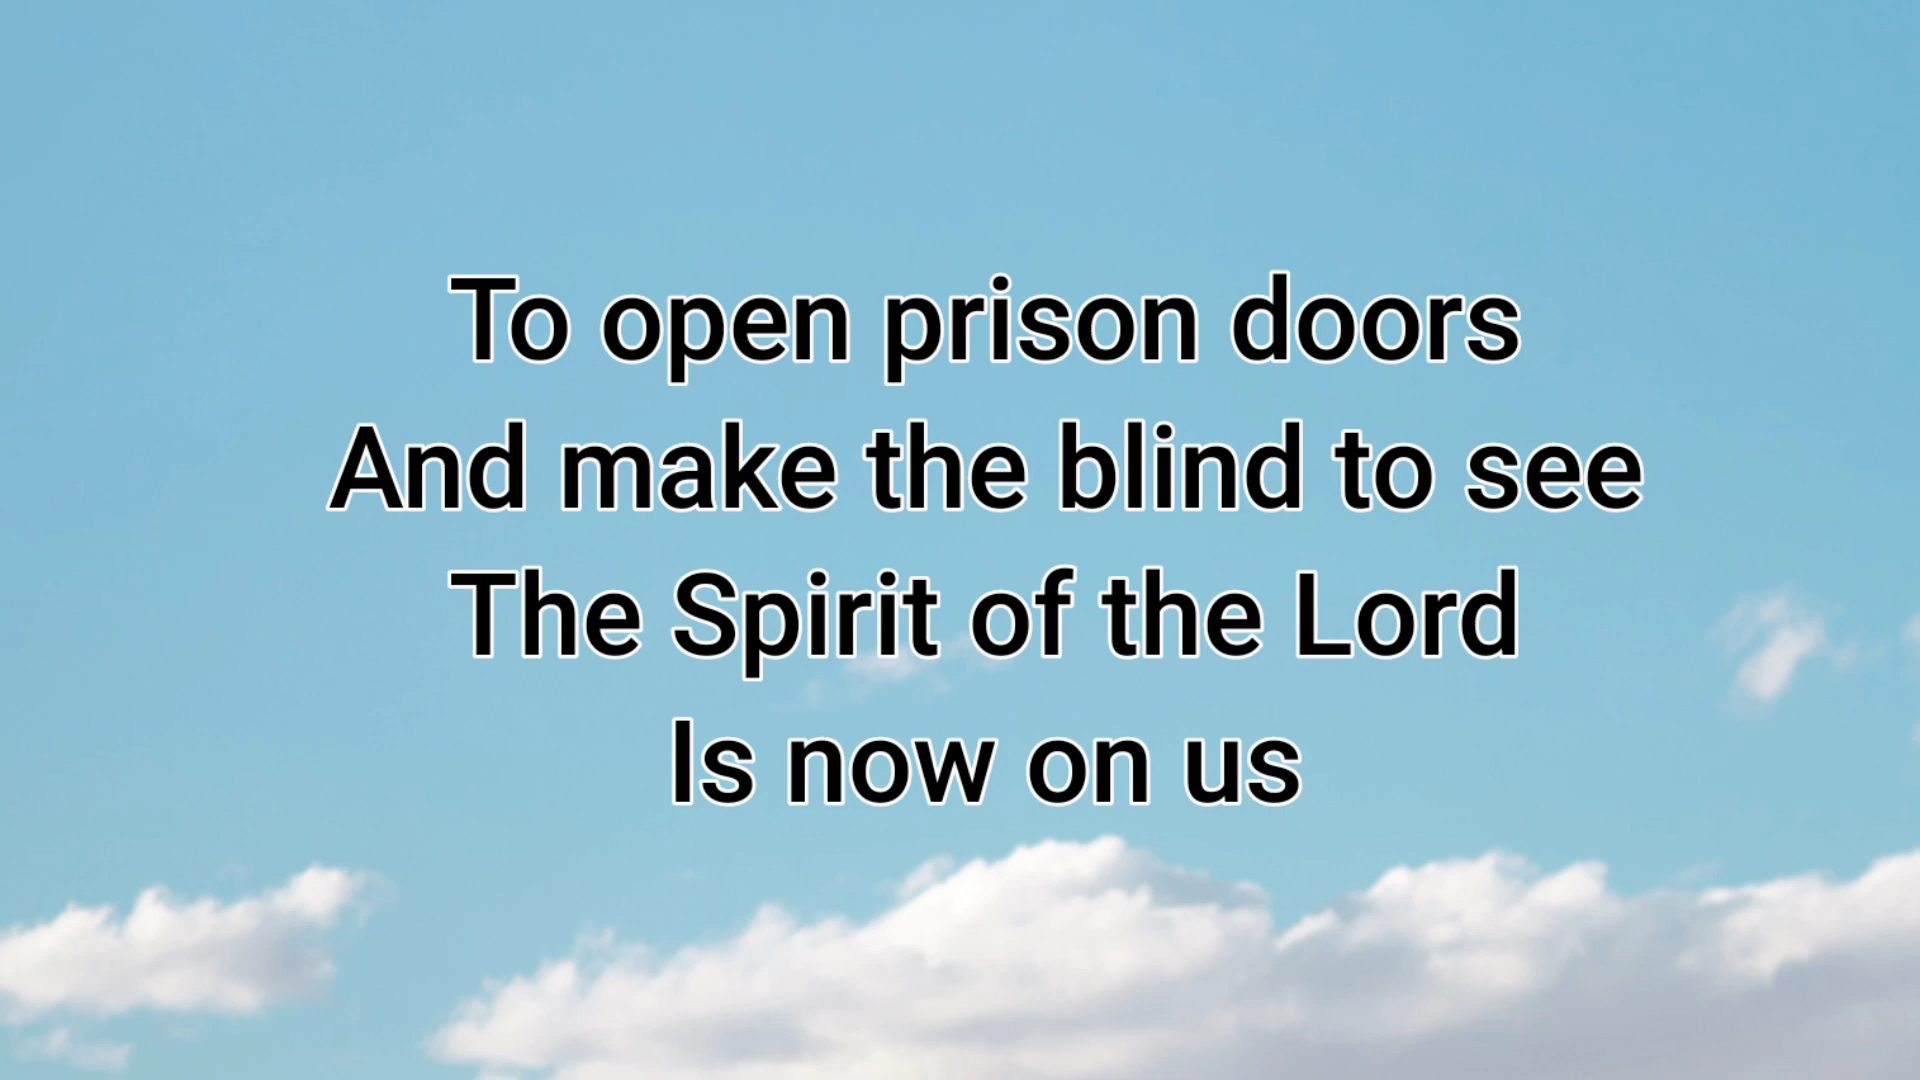 To open prison doors
And make the blind to see
The Spirit of the Lord
Is now on us